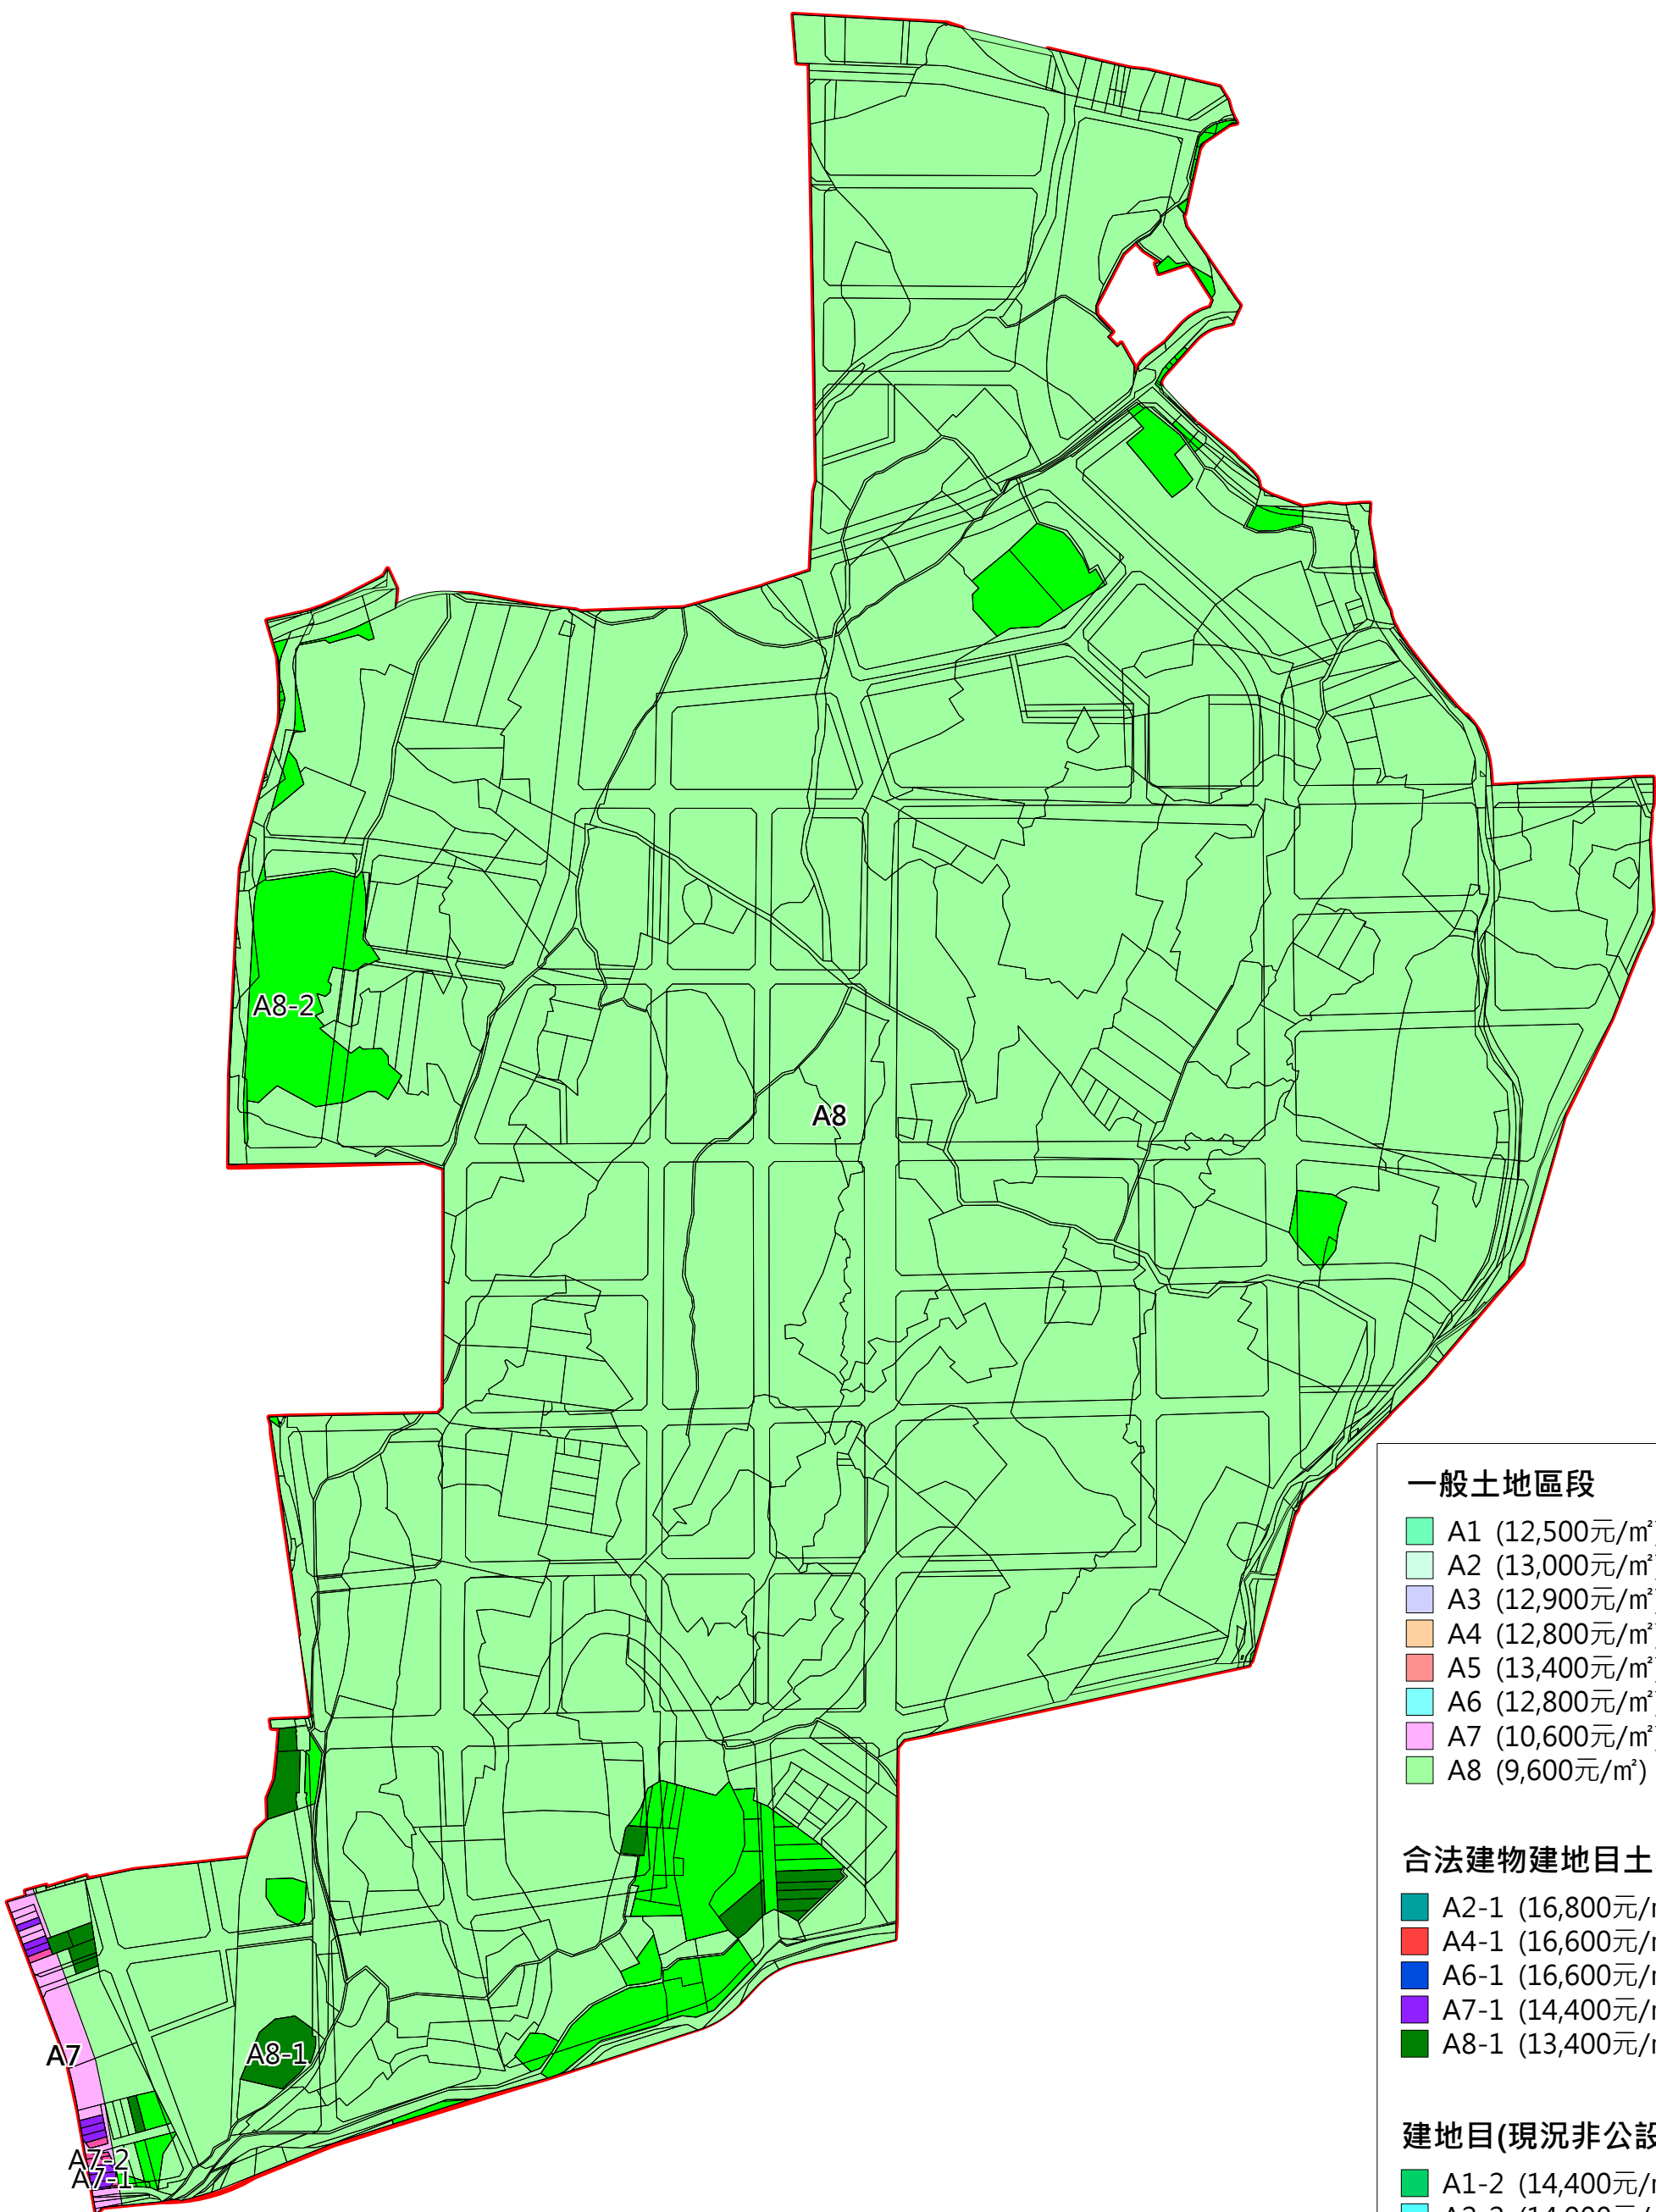 A8-2
A8
A8-1
A7
A7-2
A7-1
一般土地區段
A1 (12,500元/㎡)
A2 (13,000元/㎡)
A3 (12,900元/㎡)
A4 (12,800元/㎡)
A5 (13,400元/㎡)
A6 (12,800元/㎡)
A7 (10,600元/㎡)
A8 (9,600元/㎡)
合法建物建地目土
A2-1 (16,800元/
A4-1 (16,600元/
A6-1 (16,600元/
A7-1 (14,400元/
A8-1 (13,400元/
建地目(現況非公設
A1-2 (14,400元/